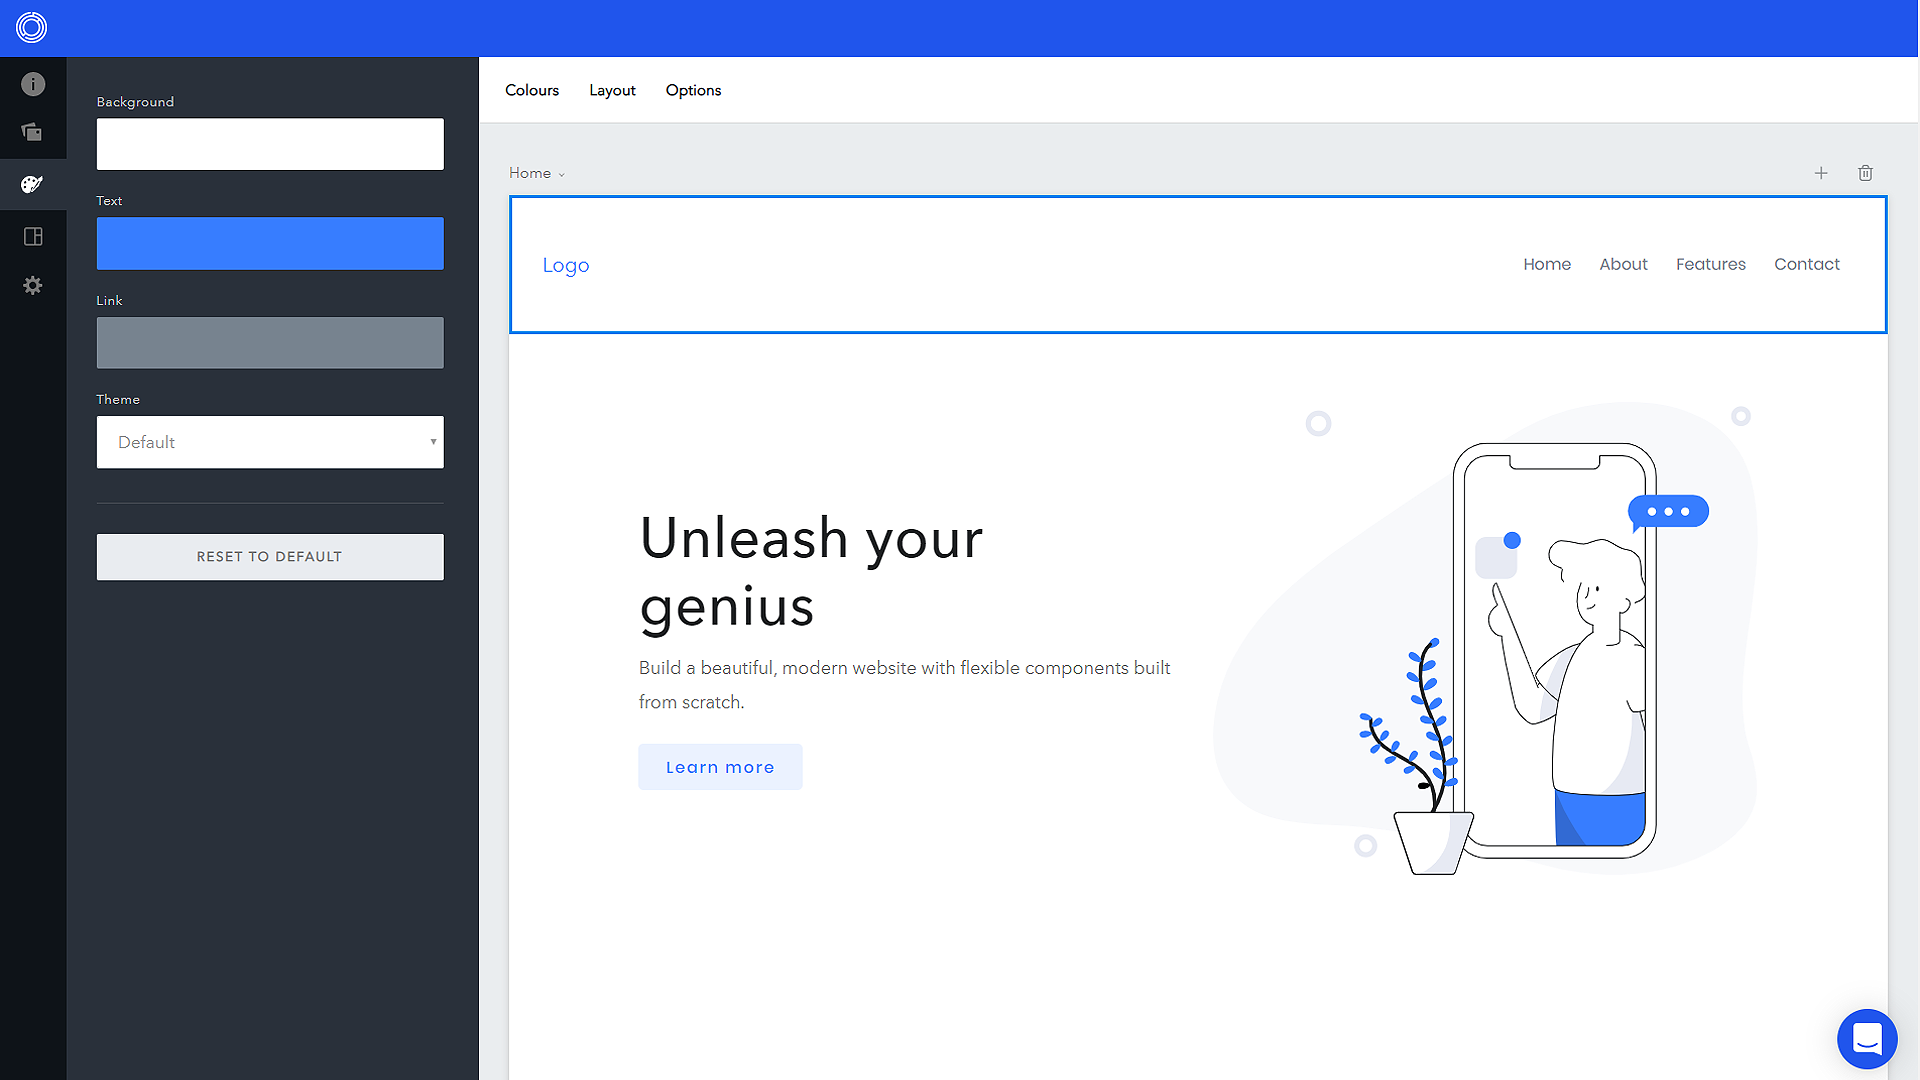 Background
Text
Link
Theme
Default
RESET TO DEFAULT
Colours Layout Options
Home
Logo
Home About Features Contact
Unleash your
genius
Build a beautiful, modern website with flexible components built
from scratch.
Learn more